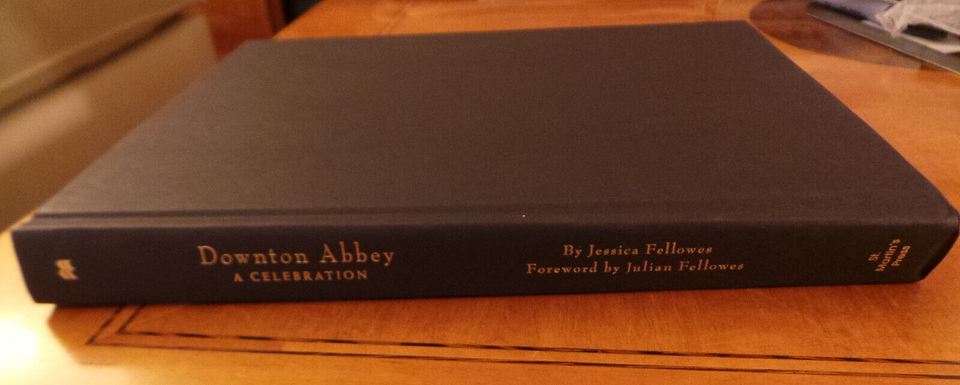 Downton Abbey
A CELEBRATION
By Jessica Fellowes
Foreword by Julian Fellowes
St.
Martin's
Press